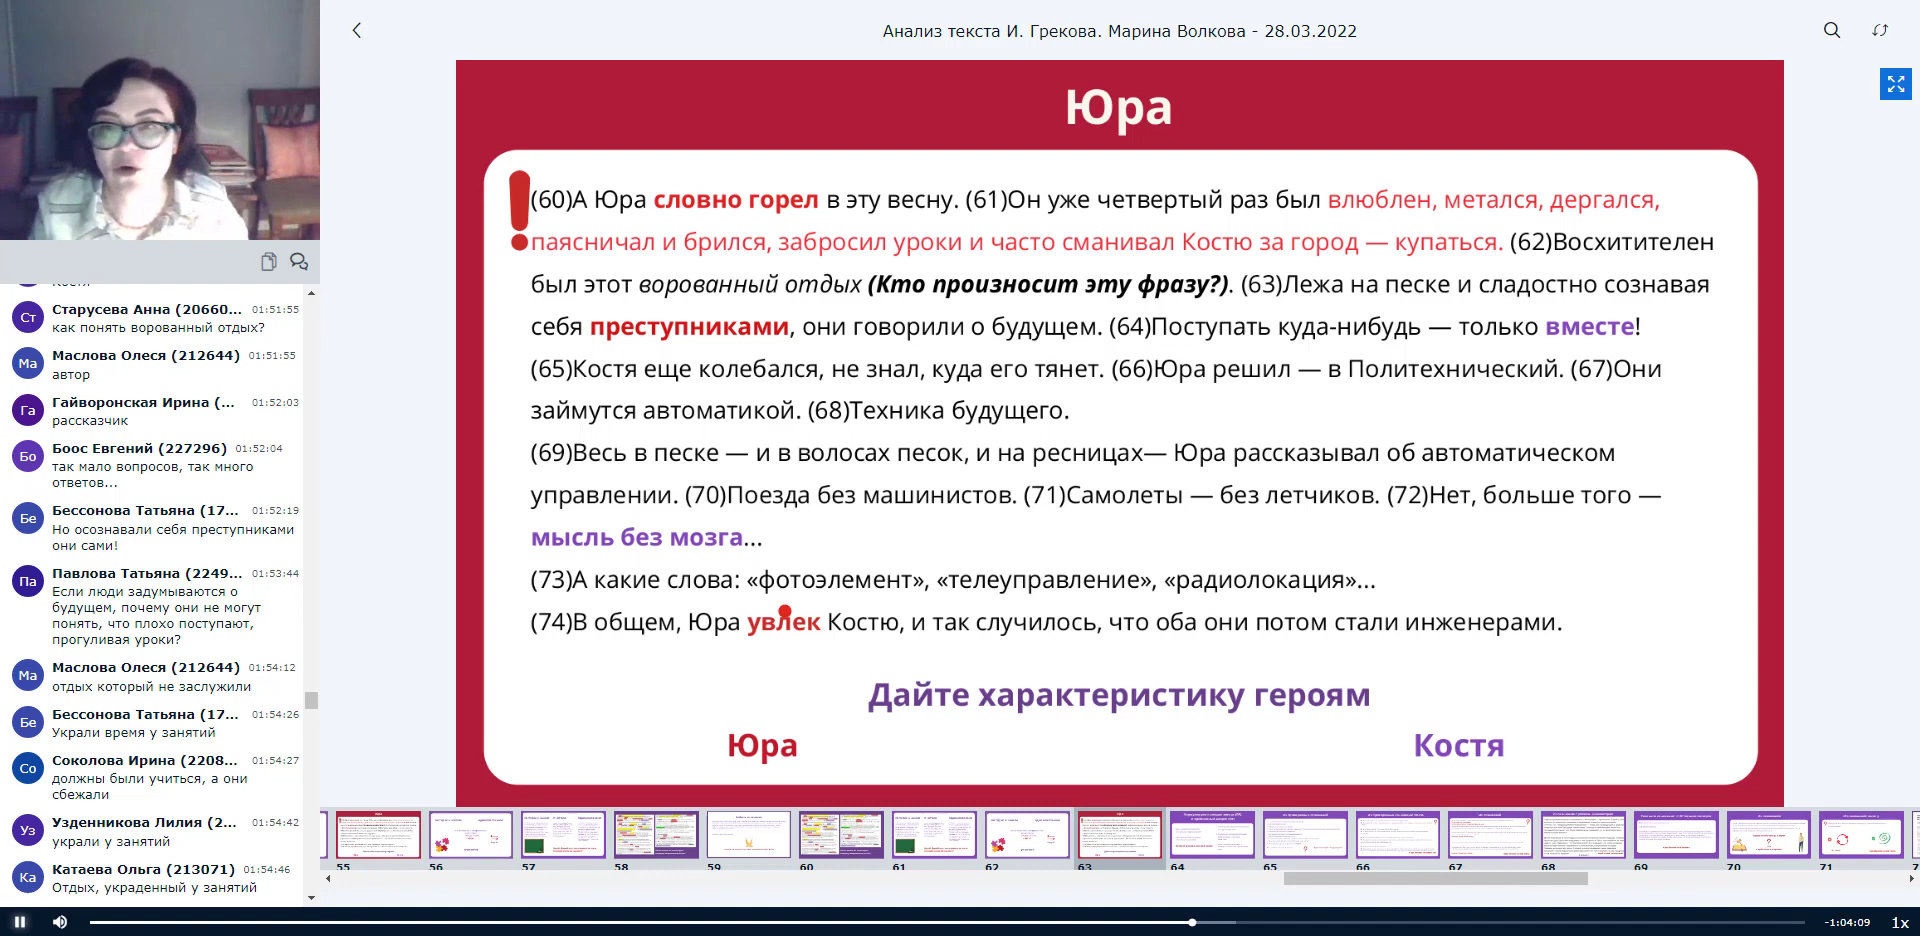 Анализ текста И. Грекова. Марина Волкова - 28.03.2022
Юра
(60)А Юра словно горел в эту весну. (61)Он уже четвертый раз был влюблен, метался, дергался,
паясничал и брился, забросил уроки и часто сманивал Костю за город — купаться. (62)Восхитителен
был этот ворованный отдых (Кто произносит эту фразу?). (63)Лежа на песке и сладостно сознавая
себя преступниками, они говорили о будущем. (64)Поступать куда-нибудь — только вместе!
(65)Костя еще колебался, не знал, куда его тянет. (66)Юра решил — в Политехнический. (67)Они
займутся автоматикой. (68)Техника будущего.
(69)Весь в песке — и в волосах песок, и на ресницах— Юра рассказывал об автоматическом
управлении. (70)Поезда без машинистов. (71)Самолеты — без летчиков. (72)Нет, больше того —
мысль без мозга...
(73)А какие слова: «фотоэлемент», «телеуправление», «радиолокация»...
(74)В общем, Юра увлек Костю, и так случилось, что оба они потом стали инженерами.
Дайте характеристику героям
Юра Костя
Ст Старусева Анна (20660... 01:51:55
как понять ворованный отдых?
Ма Маслова Олеся (212644) 01:51:55
автор
Га Гайворонская Ирина (... 01:52:03
рассказчик
Бо Боос Евгений (227296) 01:52:04
так мало вопросов, так много
ответов...
Бе Бессонова Татьяна (17... 01:52:19
Но осознавали себя преступниками
они сами!
Па Павлова Татьяна (2249... 01:53:44
Если люди задумываются о
будущем, почему они не могут
понять, что плохо поступают,
прогуливая уроки?
Ма Маслова Олеся (212644) 01:54:12
отдых который не заслужили
Бе Бессонова Татьяна (17... 01:54:26
Украли время у занятий
Со Соколова Ирина (2208... 01:54:27
должны были учиться, а они
сбежали
Уз Узденникова Лилия (2... 01:54:42
украли у занятий
Ка Катаева Ольга (213071) 01:54:46
Отдых, украденный у занятий
55 56 57 58 59 60 61 62 63 64 65 66 67 68 69 70 71
-1:04:09 1x